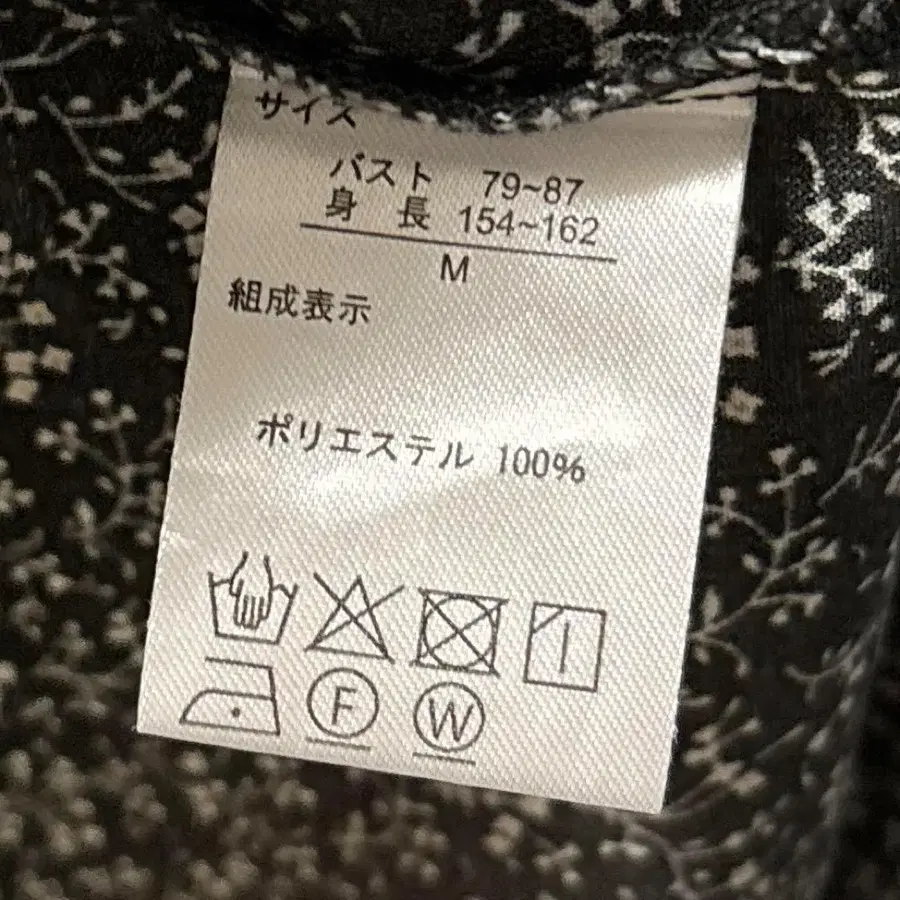 サイズ
バスト 79~87
身 長 154~162
M
組成表示
ポリエステル 100%
F W